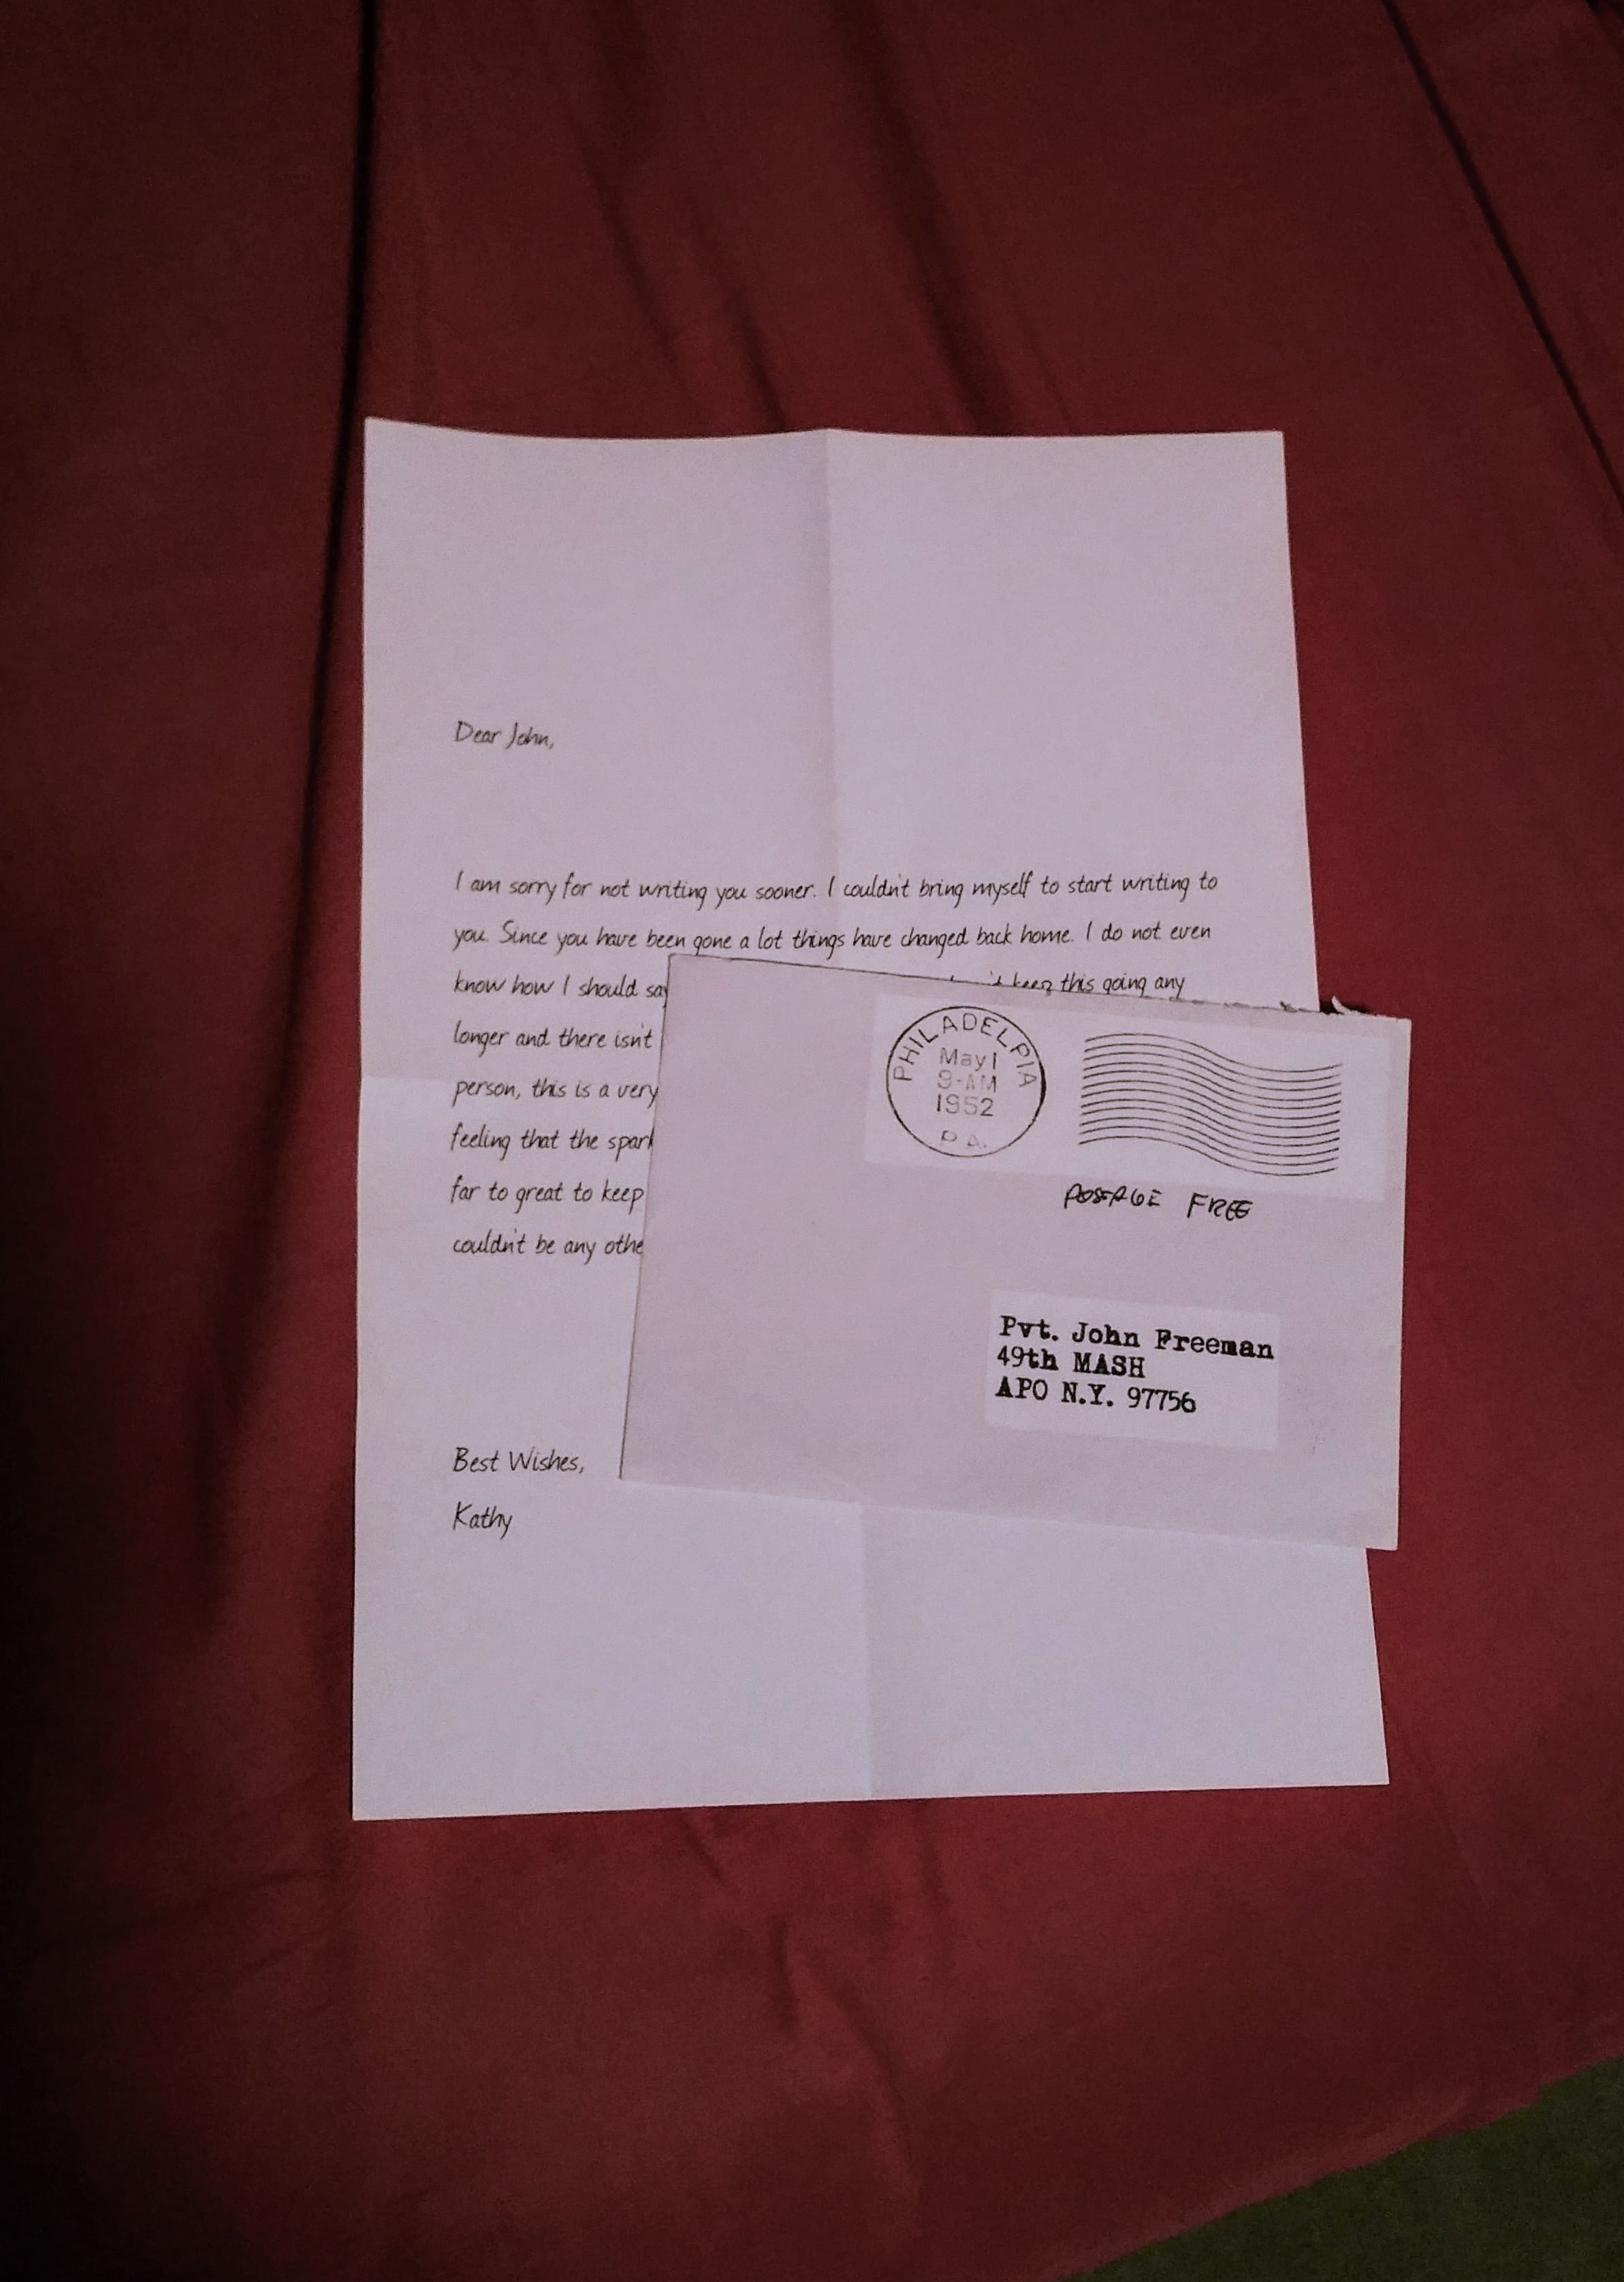 Dear John,
I am sorry for not writing you sooner. I couldn't bring myself to start writing to
you. Since you have been gone a lot things have changed back home. I do not even
know how I should say keep this going any
longer and there isn't
person, this is a very
feeling that the spark
far to great to keep
couldn't be any othe
Best Wishes,
Kathy
PHILADELPIA
May 1
9-AM
1952
PA.
POSAGE FREE
Pvt. John Freeman
49th MASH
APO N.Y. 97756